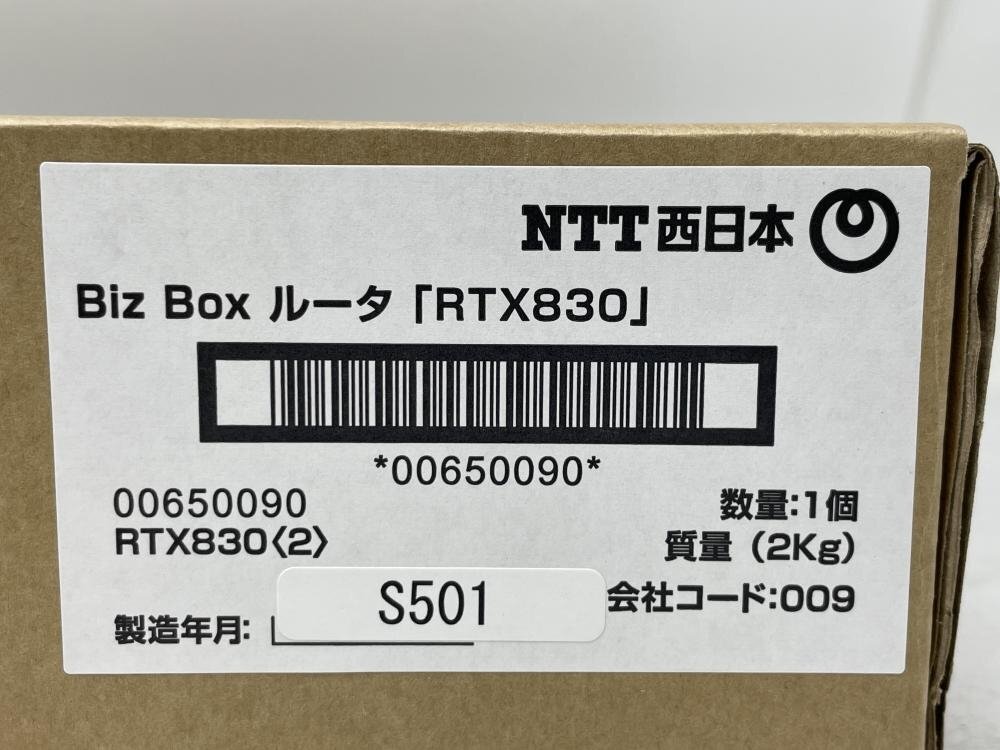 NTT西日本
Biz Box ルータ「RTX830」
*00650090*
00650090
RTX830〈2〉
数量:1個
質量（2Kg）
会社コード:009
製造年月:
S501